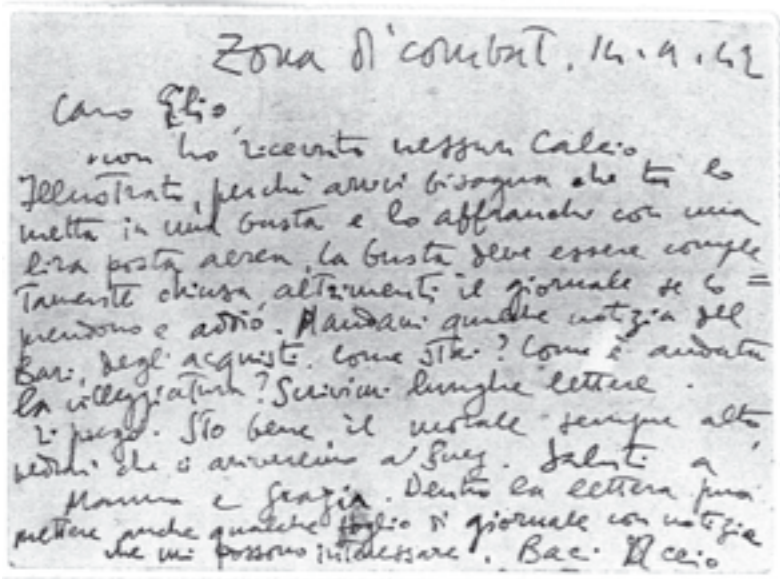 Zona di combat. 14.9.42
Caro Elio,
non ho ricevuto nessun Calcio
Illustrato, perché arrivi bisogna che tu lo
metta in una busta e lo affranchi con una
lira posta aerea, la busta deve essere comple
tamente chiusa, altrimenti il giornale se lo =
prendono e addio. Mandami qualche notizia del
Bari, degli acquisti. Come stai? Come è andata
la villeggiatura? Scrivimi lunghe lettere.
ti prego. Sto bene il morale sempre alto
vedrai che ci arriveremo a Suez. Saluti a
Mamma e Grazia. Dentro la lettera puoi
mettere anche qualche foglio di giornale con notizie
che mi possono interessare. Baci